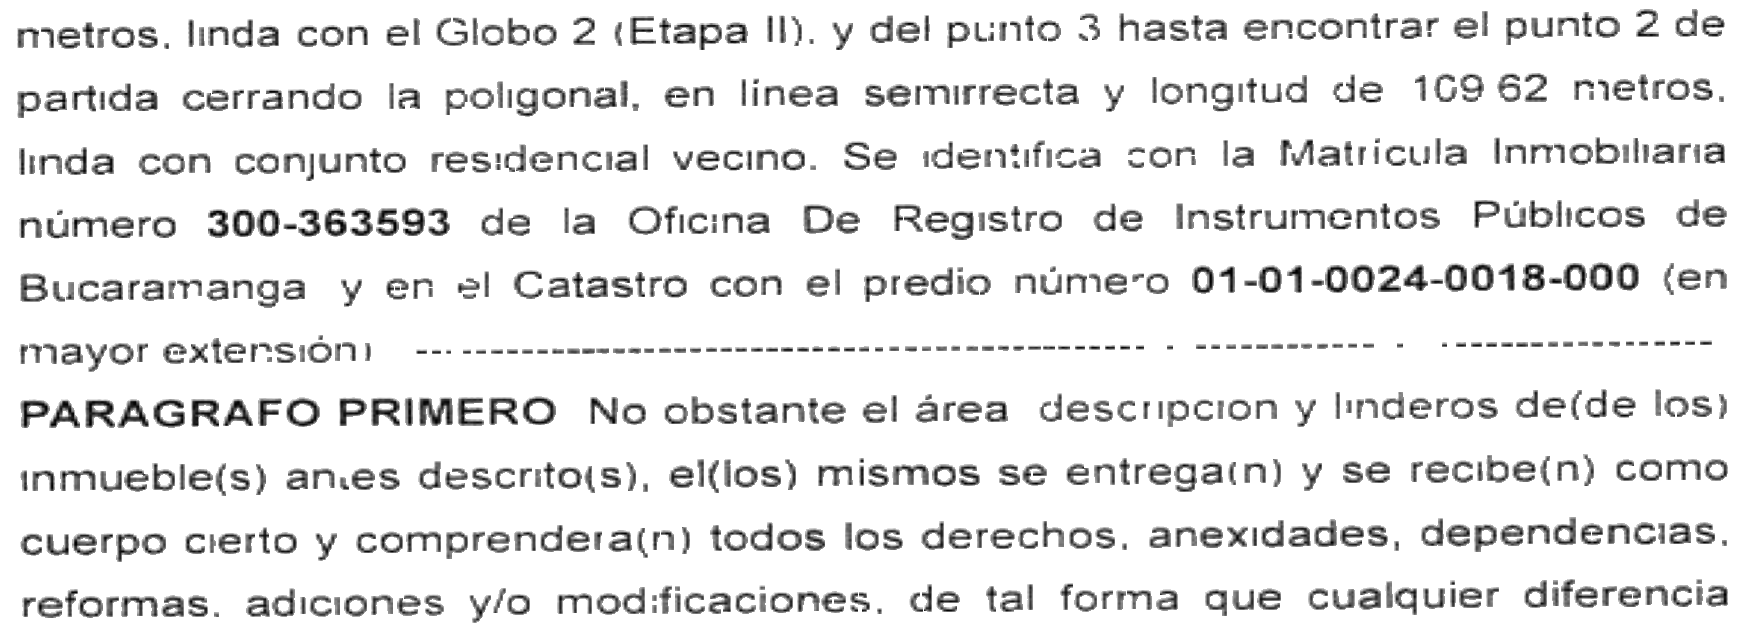 metros, linda con el Globo 2 (Etapa II), y del punto 3 hasta encontrar el punto 2 de
partida cerrando la poligonal, en línea semirrecta y longitud de 109.62 metros,
linda con conjunto residencial vecino. Se identifica con la Matrícula Inmobiliaria
número 300-363593 de la Oficina De Registro de Instrumentos Públicos de
Bucaramanga y en el Catastro con el predio número 01-01-0024-0018-000 (en
mayor extensión) --------------------------------------------------- - ------------ - -----------------
PARAGRAFO PRIMERO No obstante el área descripcion y linderos de(de los)
inmueble(s) antes descrito(s), el(los) mismos se entrega(n) y se recibe(n) como
cuerpo cierto y comprendera(n) todos los derechos, anexidades, dependencias,
reformas, adiciones y/o modificaciones, de tal forma que cualquier diferencia